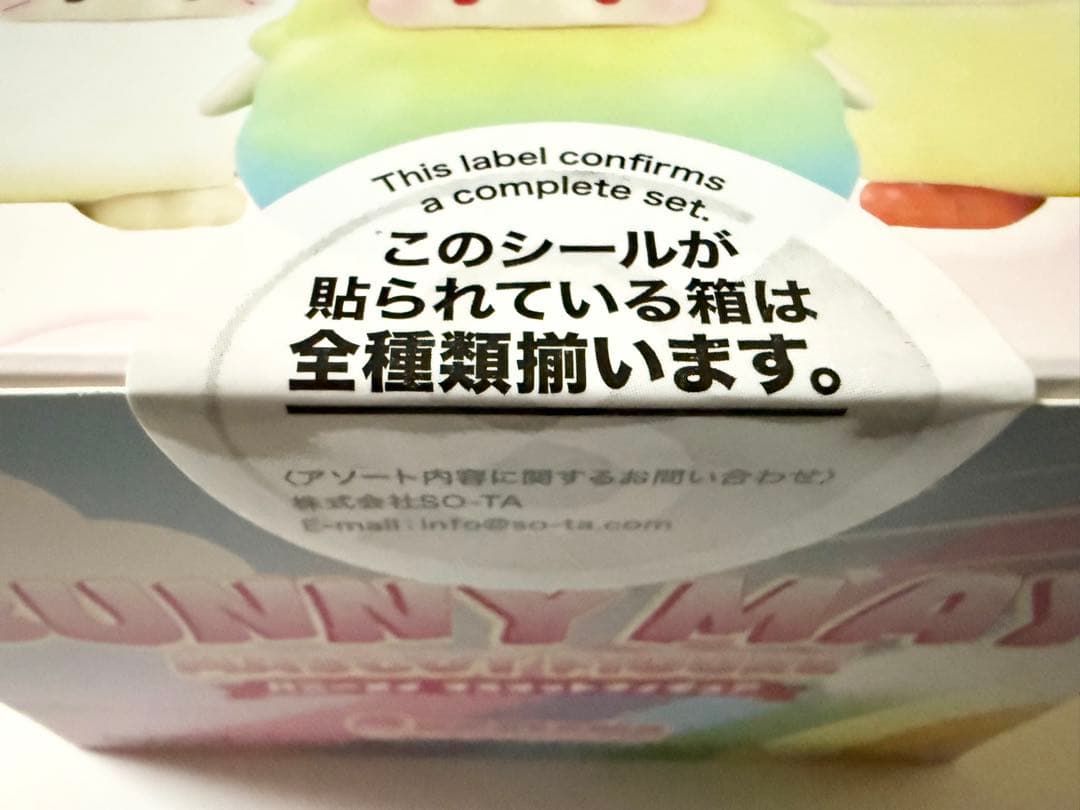 This label confirms
a complete set.
このシールが
貼られている箱は
全種類揃います。
〈アソート内容に関するお問い合わせ〉
株式会社SO-TA
E-mail:info@so-ta.com
UNNY MAS